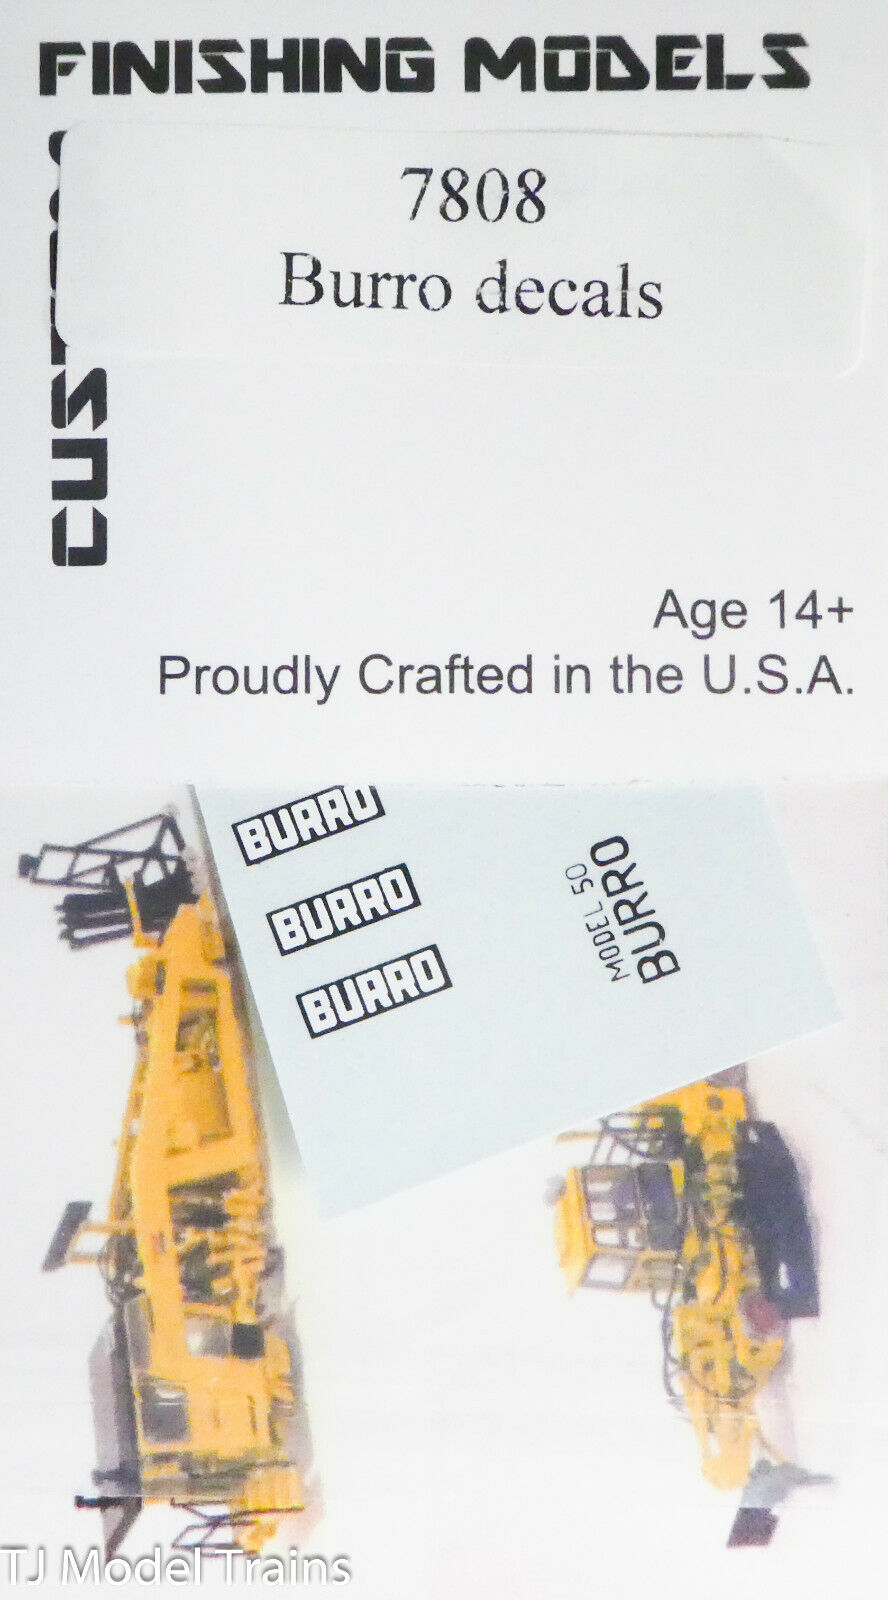 FINISHING MODELS
7808
Burro decals
Age 14+
Proudly Crafted in the U.S.A.
BURRO
BURRO
BURRO
MODEL 50
BURRO
TJ Model Trains